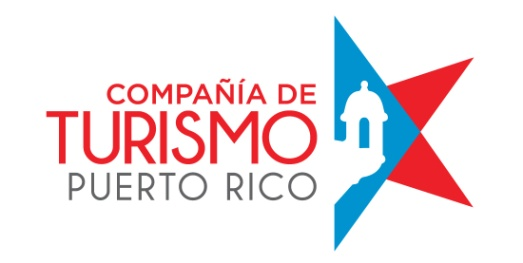 COMPAÑÍA DE
TURISMO
PUERTO RICO